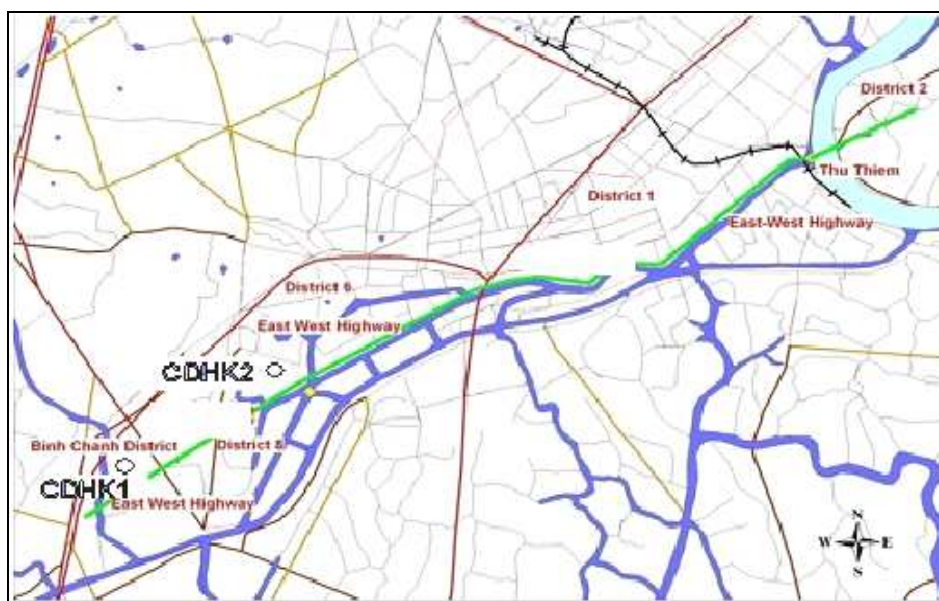 District 2
Thu Thiem
District 1
East-West Highway
District 6
East West Highway
CDHK2
Binh Chanh District
District 8
CDHK1
East West Highway
N
W E
S